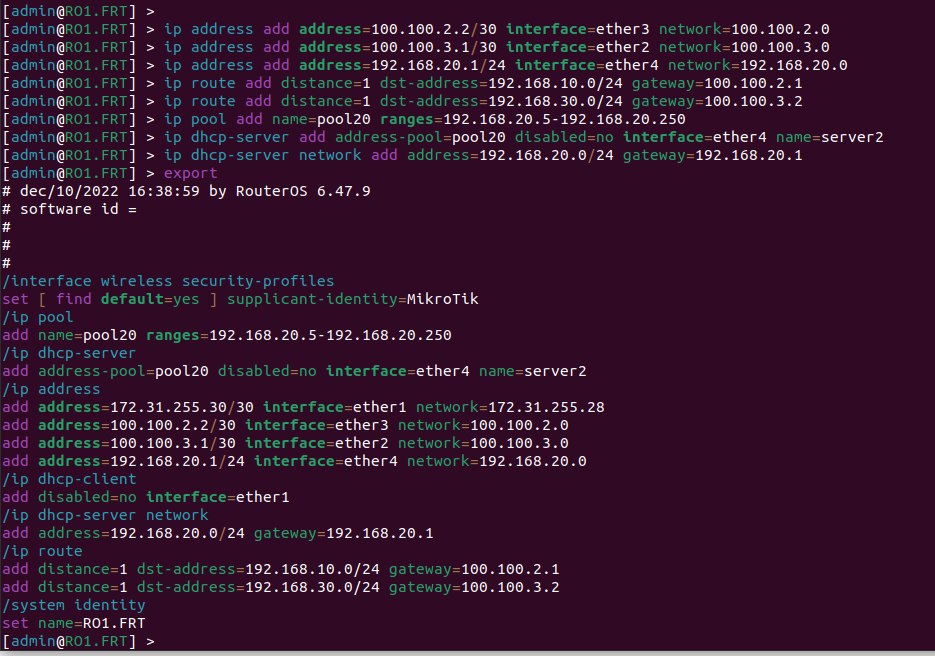 [admin@RO1.FRT] >
[admin@RO1.FRT] > ip address add address=100.100.2.2/30 interface=ether3 network=100.100.2.0
[admin@RO1.FRT] > ip address add address=100.100.3.1/30 interface=ether2 network=100.100.3.0
[admin@RO1.FRT] > ip address add address=192.168.20.1/24 interface=ether4 network=192.168.20.0
[admin@RO1.FRT] > ip route add distance=1 dst-address=192.168.10.0/24 gateway=100.100.2.1
[admin@RO1.FRT] > ip route add distance=1 dst-address=192.168.30.0/24 gateway=100.100.3.2
[admin@RO1.FRT] > ip pool add name=pool20 ranges=192.168.20.5-192.168.20.250
[admin@RO1.FRT] > ip dhcp-server add address-pool=pool20 disabled=no interface=ether4 name=server2
[admin@RO1.FRT] > ip dhcp-server network add address=192.168.20.0/24 gateway=192.168.20.1
[admin@RO1.FRT] > export
# dec/10/2022 16:38:59 by RouterOS 6.47.9
# software id =
#
#
#
/interface wireless security-profiles
set [ find default=yes ] supplicant-identity=MikroTik
/ip pool
add name=pool20 ranges=192.168.20.5-192.168.20.250
/ip dhcp-server
add address-pool=pool20 disabled=no interface=ether4 name=server2
/ip address
add address=172.31.255.30/30 interface=ether1 network=172.31.255.28
add address=100.100.2.2/30 interface=ether3 network=100.100.2.0
add address=100.100.3.1/30 interface=ether2 network=100.100.3.0
add address=192.168.20.1/24 interface=ether4 network=192.168.20.0
/ip dhcp-client
add disabled=no interface=ether1
/ip dhcp-server network
add address=192.168.20.0/24 gateway=192.168.20.1
/ip route
add distance=1 dst-address=192.168.10.0/24 gateway=100.100.2.1
add distance=1 dst-address=192.168.30.0/24 gateway=100.100.3.2
/system identity
set name=RO1.FRT
[admin@RO1.FRT] >